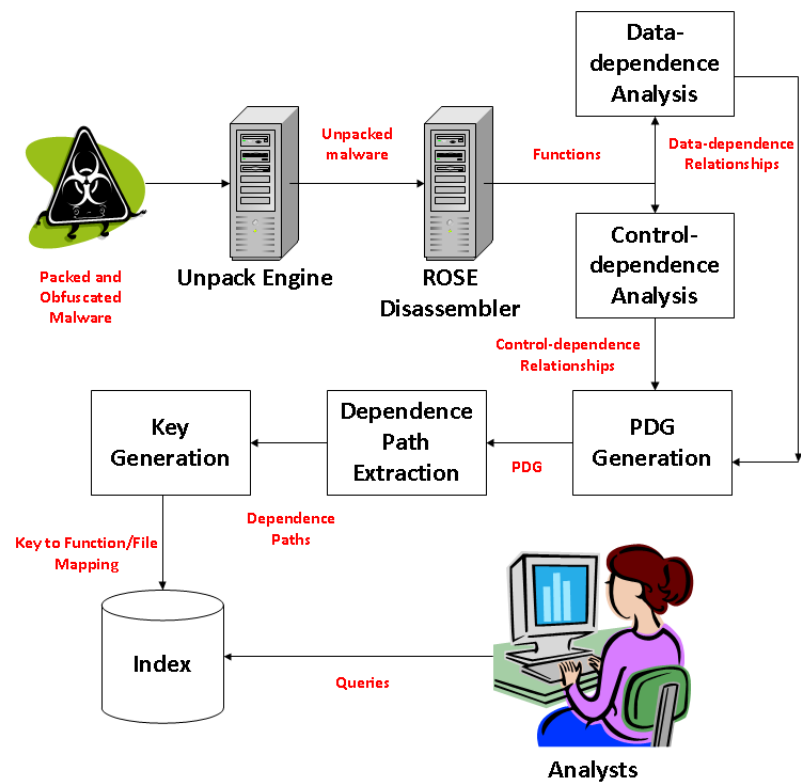 Data-
dependence
Analysis
Unpacked
malware
Functions
Data-dependence
Relationships
Packed and
Obfuscated
Malware
Unpack Engine
ROSE
Disassembler
Control-
dependence
Analysis
Control-dependence
Relationships
Key
Generation
Dependence
Path
Extraction
PDG
Generation
PDG
Dependence
Paths
Key to Function/File
Mapping
Index
Queries
Analysts